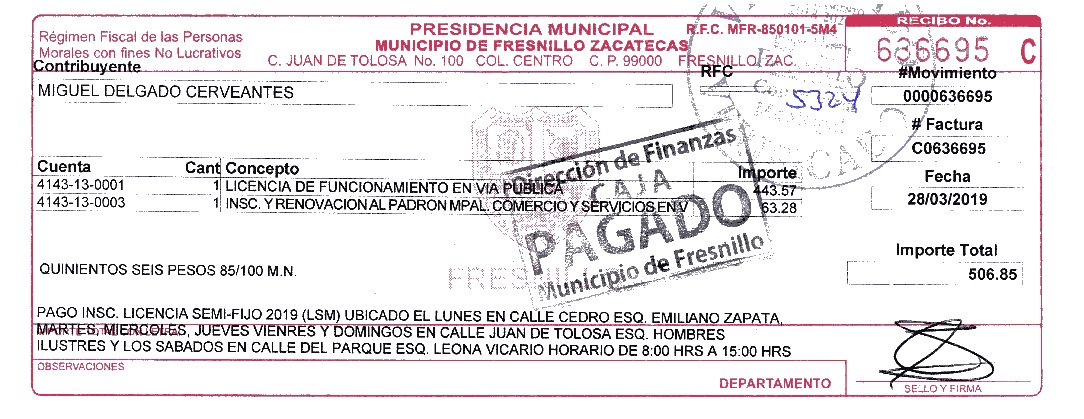 Régimen Fiscal de las Personas
Morales con fines No Lucrativos
PRESIDENCIA MUNICIPAL
MUNICIPIO DE FRESNILLO ZACATECAS
C. JUAN DE TOLOSA No. 100 COL. CENTRO C. P. 99000 FRESNILLO, ZAC.
R.F.C. MFR-850101-5M4
RECIBO No.
636695 C
Contribuyente
RFC
#Movimiento
MIGUEL DELGADO CERVEANTES
5324
0000636695
# Factura
C0636695
Cuenta Cant Concepto Importe
Fecha
4143-13-0001 1 LICENCIA DE FUNCIONAMIENTO EN VIA PUBLICA 443.57
4143-13-0003 1 INSC. Y RENOVACION AL PADRON MPAL. COMERCIO Y SERVICIOS EN V 63.28
28/03/2019
Dirección de Finanzas
CAJA
PAGADO
Municipio de Fresnillo
Importe Total
QUINIENTOS SEIS PESOS 85/100 M.N.
506.85
PAGO INSC. LICENCIA SEMI-FIJO 2019 (LSM) UBICADO EL LUNES EN CALLE CEDRO ESQ. EMILIANO ZAPATA,
MARTES, MIERCOLES, JUEVES VIENRES Y DOMINGOS EN CALLE JUAN DE TOLOSA ESQ. HOMBRES
ILUSTRES Y LOS SABADOS EN CALLE DEL PARQUE ESQ. LEONA VICARIO HORARIO DE 8:00 HRS A 15:00 HRS
OBSERVACIONES
DEPARTAMENTO
SELLO Y FIRMA